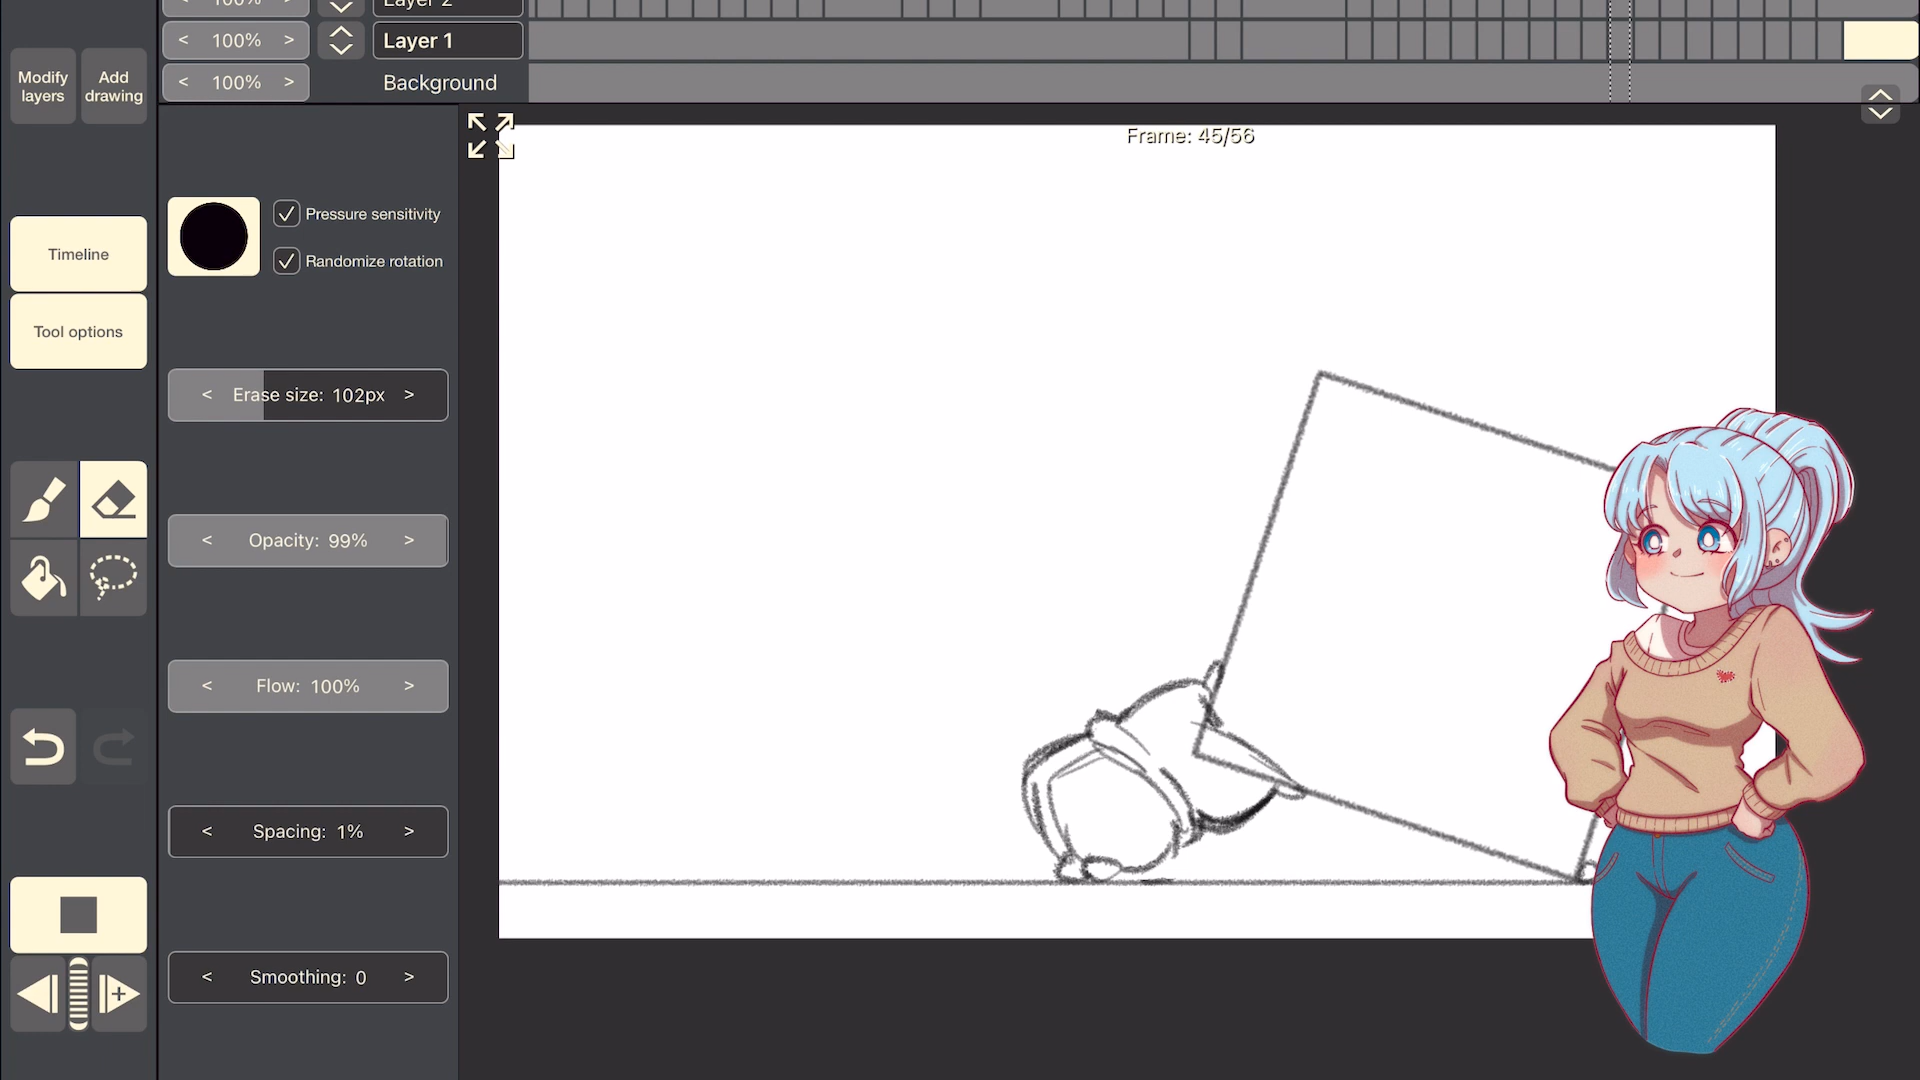 100%
Layer 2
< 100% >
Layer 1
< 100% >
Background
Modify
layers
Add
drawing
Frame: 45/56
Pressure sensitivity
Randomize rotation
Timeline
Tool options
< Erase size: 102px >
< Opacity: 99% >
< Flow: 100% >
< Spacing: 1% >
< Smoothing: 0 >